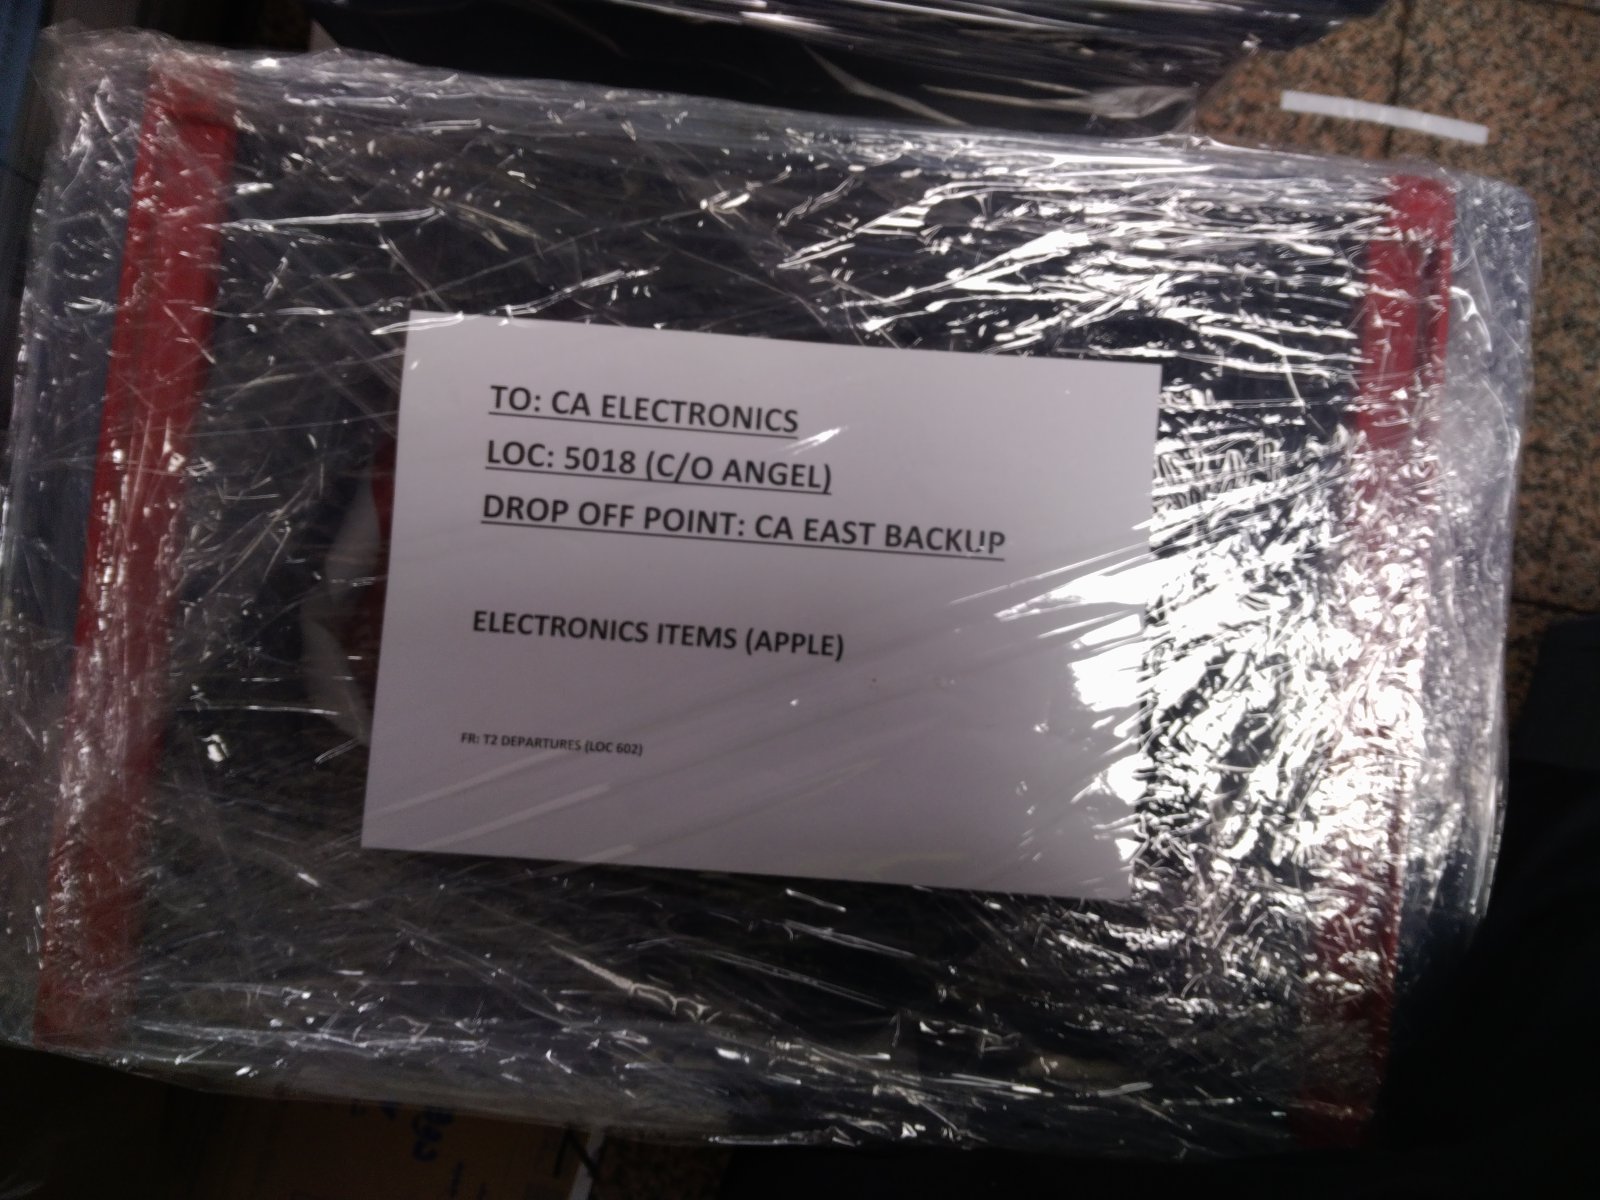 TO: CA ELECTRONICS
LOC: 5018 (C/O ANGEL)
DROP OFF POINT: CA EAST BACKUP
ELECTRONICS ITEMS (APPLE)
FR: T2 DEPARTURES (LOC 602)